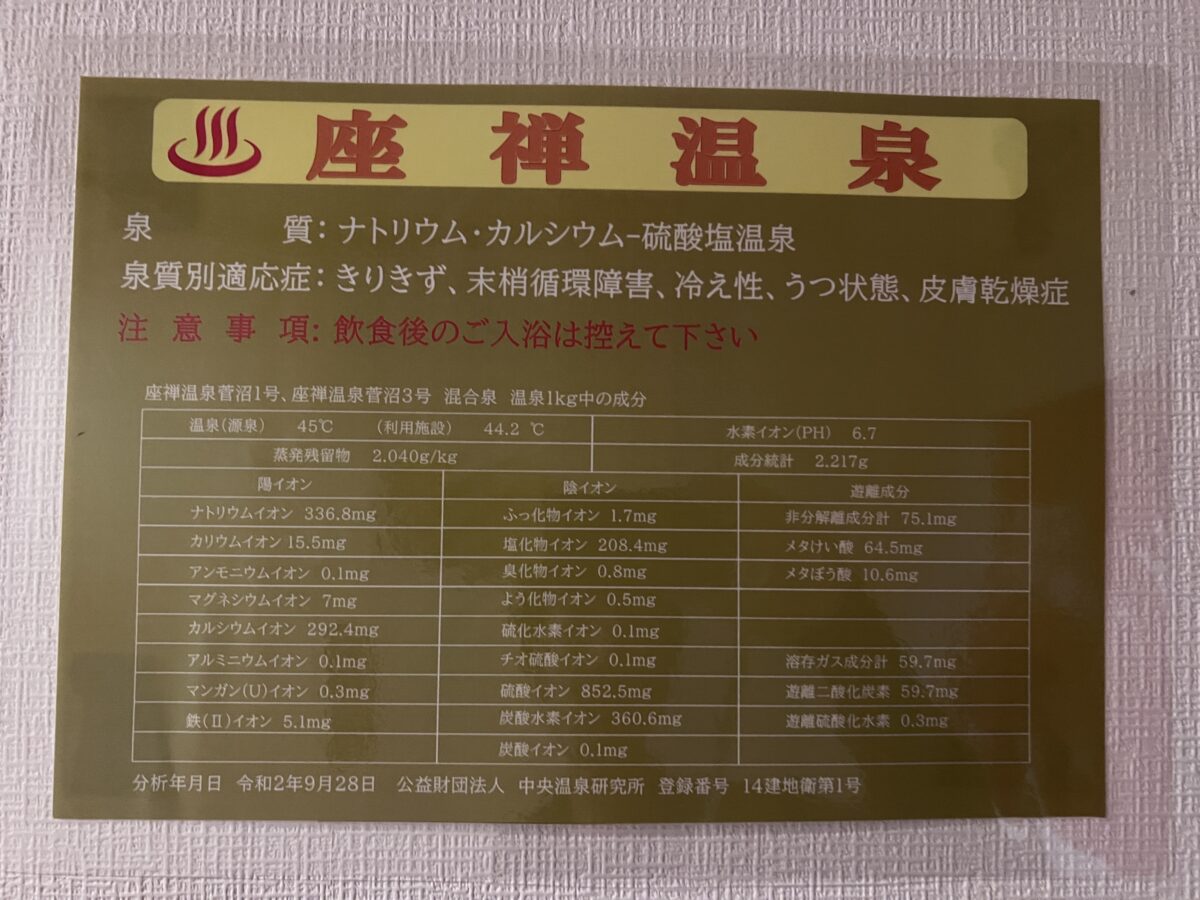 座禅温泉
泉質:ナトリウム・カルシウム-硫酸塩温泉
泉質別適応症:きりきず、末梢循環障害、冷え性、うつ状態、皮膚乾燥症
注意事項:飲食後のご入浴は控えて下さい
座禅温泉菅沼1号、座禅温泉菅沼3号 混合泉 温泉1kg中の成分
温泉(源泉) 45℃ (利用施設) 44.2 ℃ 水素イオン(PH) 6.7
蒸発残留物 2.040g/kg 成分統計 2.217g
陽イオン 陰イオン 遊離成分
ナトリウムイオン 336.8mg ふっ化物イオン 1.7mg 非分解離成分計 75.1mg
カリウムイオン 15.5mg 塩化物イオン 208.4mg メタけい酸 64.5mg
アンモニウムイオン 0.1mg 臭化物イオン 0.8mg メタぼう酸 10.6mg
マグネシウムイオン 7mg よう化物イオン 0.5mg
カルシウムイオン 292.4mg 硫化水素イオン 0.1mg
アルミニウムイオン 0.1mg チオ硫酸イオン 0.1mg 溶存ガス成分計 59.7mg
マンガン(U)イオン 0.3mg 硫酸イオン 852.5mg 遊離二酸化炭素 59.7mg
鉄(Ⅱ)イオン 5.1mg 炭酸水素イオン 360.6mg 遊離硫酸化水素 0.3mg
炭酸イオン 0.1mg
分析年月日 令和2年9月28日 公益財団法人 中央温泉研究所 登録番号 14建地衛第1号